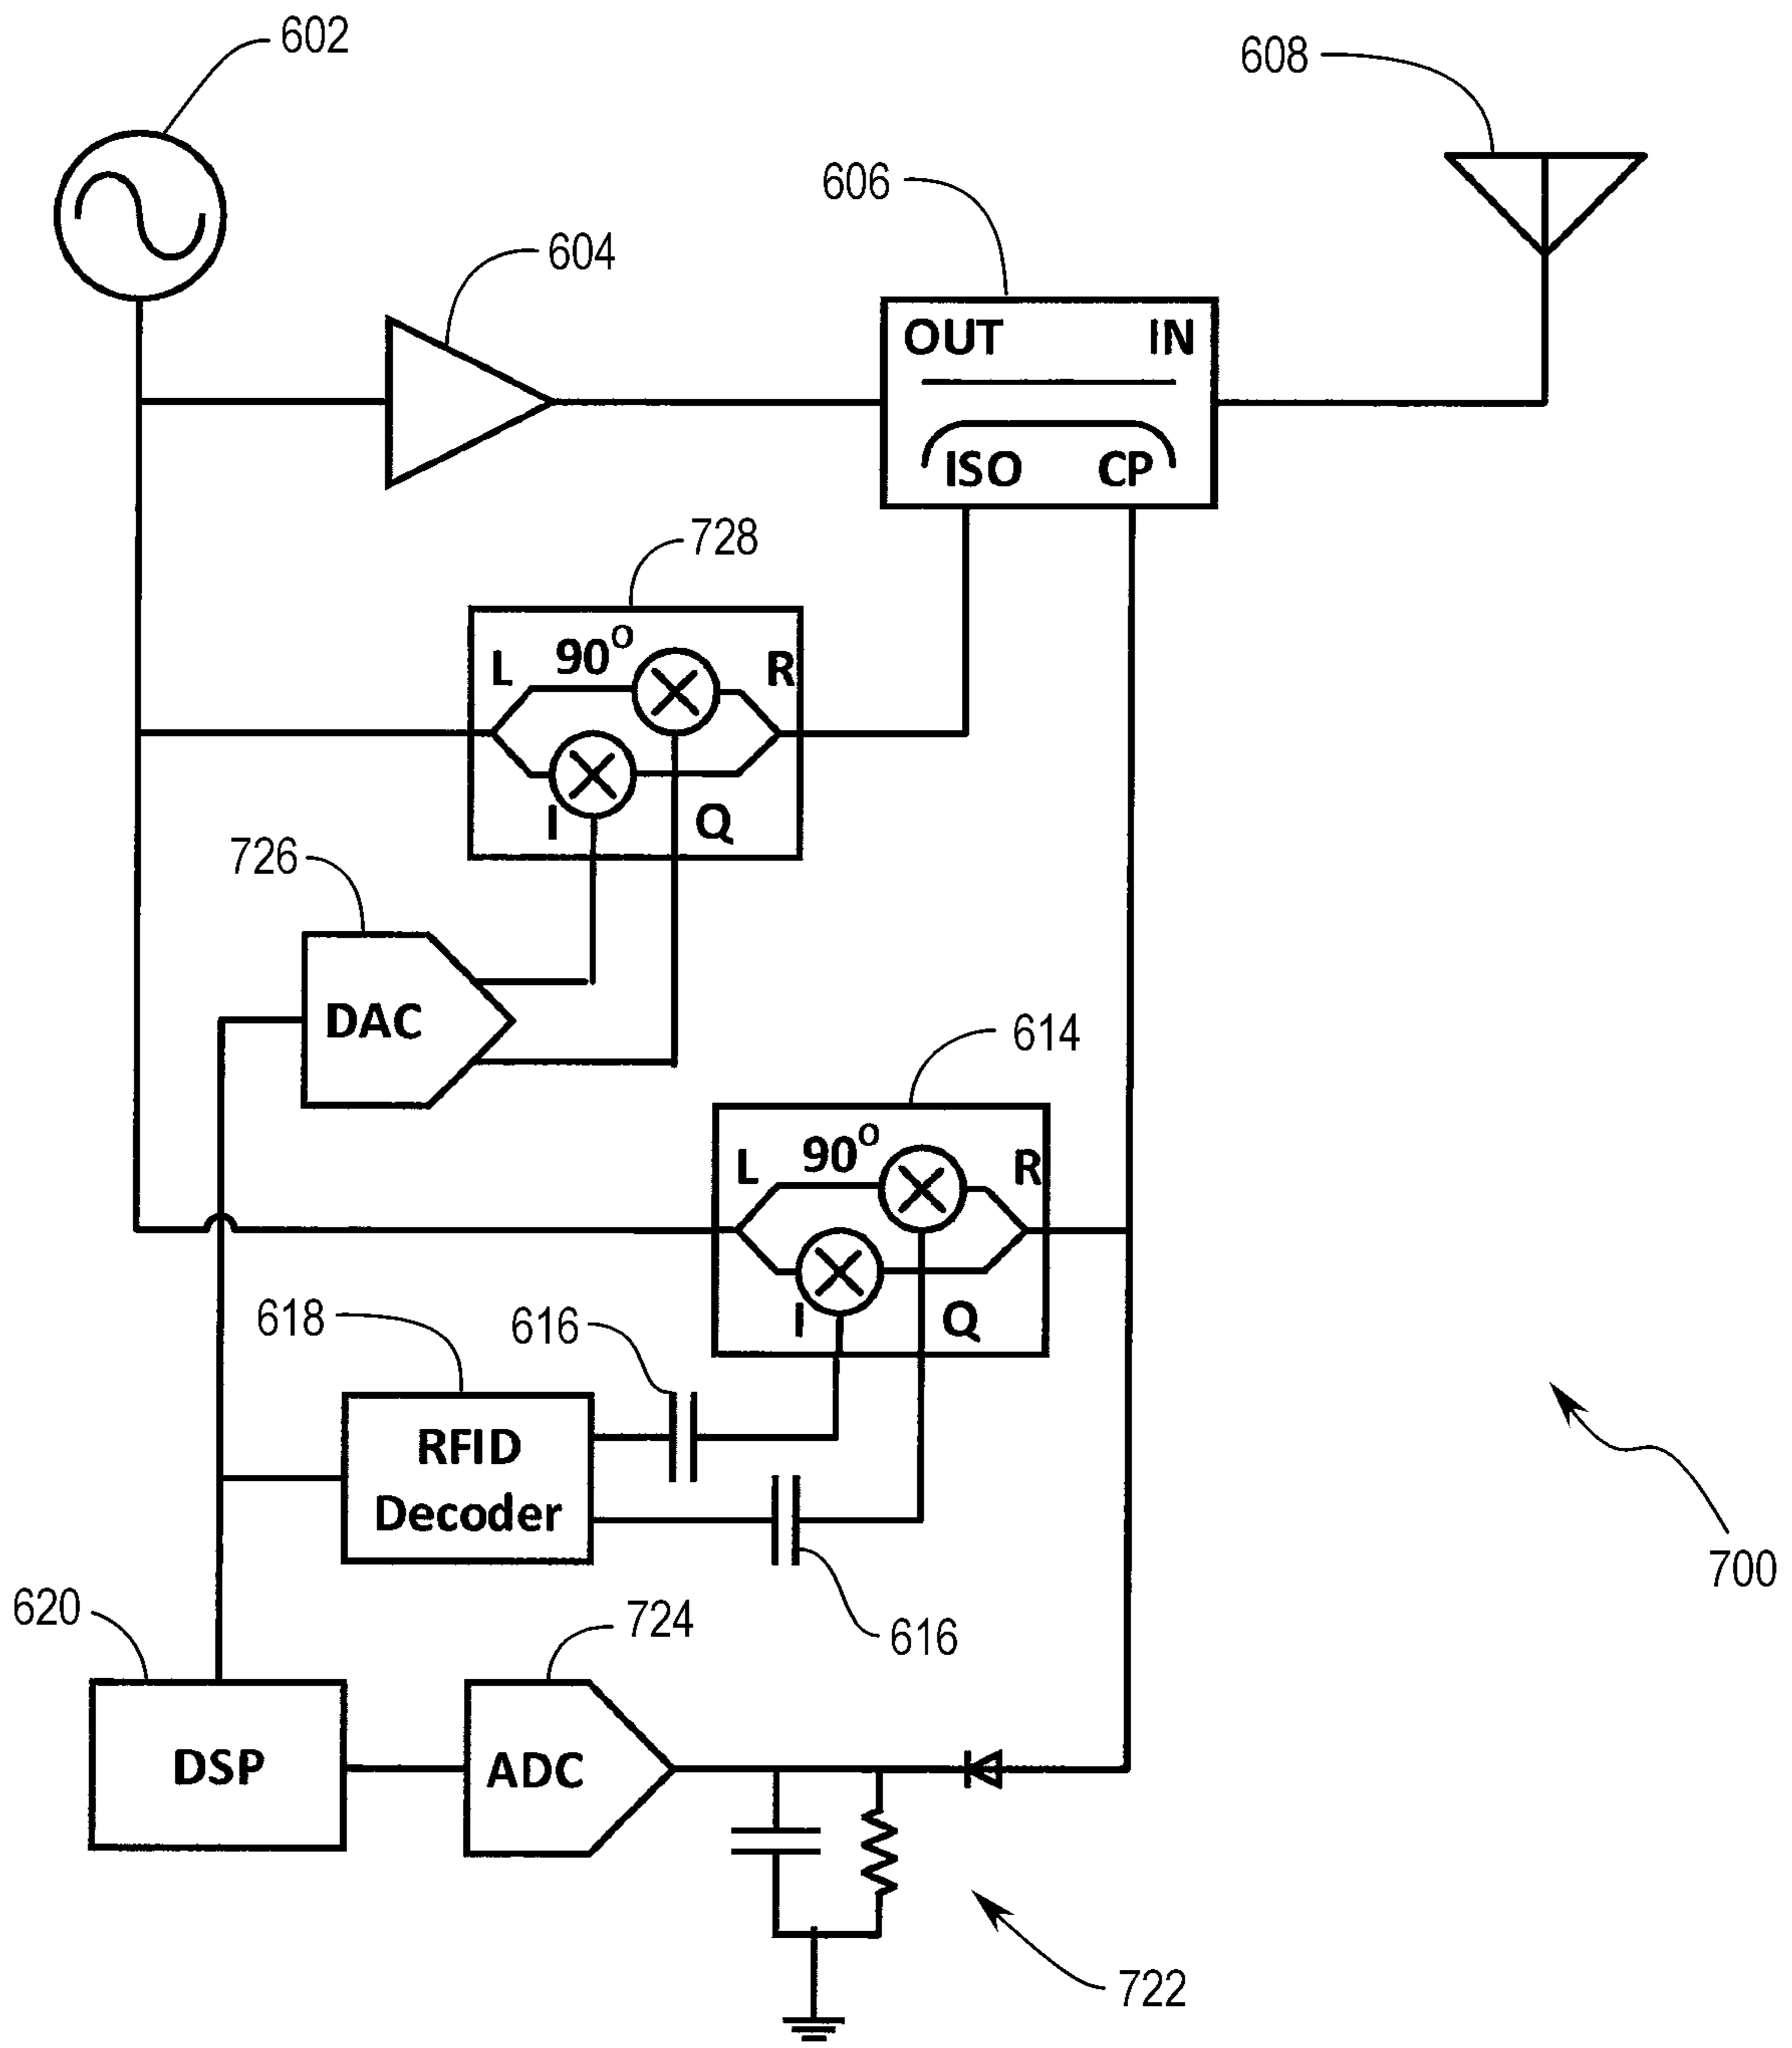 602
608
606
604
OUT IN
ISO CP
728
L 90° R
I Q
726
DAC
614
L 90° R
I Q
618
616
RFID
Decoder
700
620
724
616
DSP
ADC
722